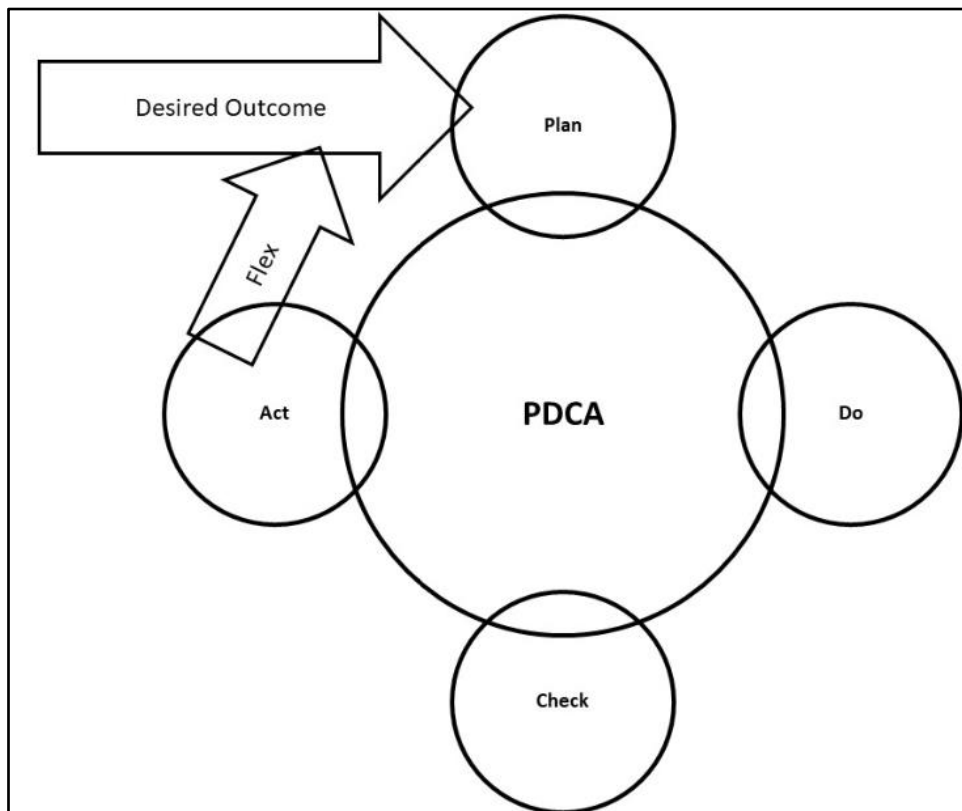 Desired Outcome
Plan
Flex
Act
PDCA
Do
Check